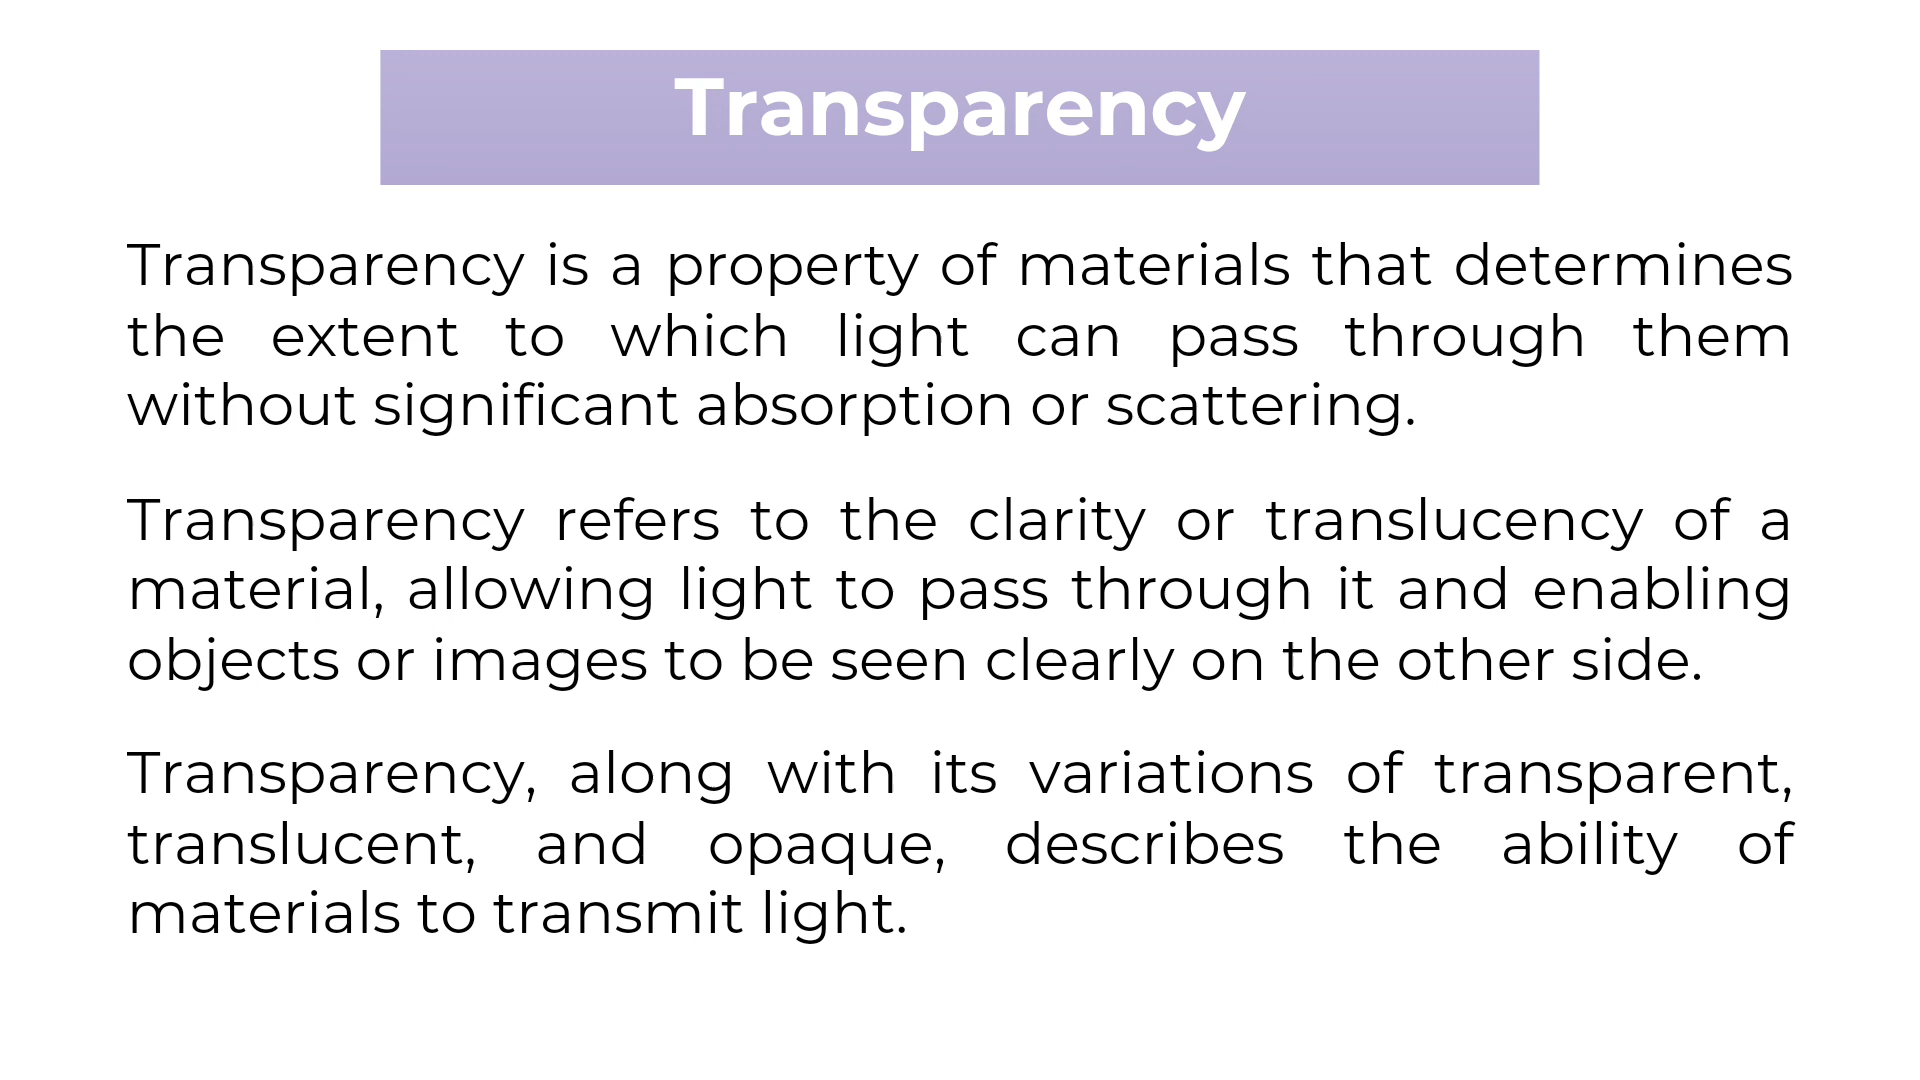 Transparency
Transparency is a property of materials that determines
the extent to which light can pass through them
without significant absorption or scattering.
Transparency refers to the clarity or translucency of a
material, allowing light to pass through it and enabling
objects or images to be seen clearly on the other side.
Transparency, along with its variations of transparent,
translucent, and opaque, describes the ability of
materials to transmit light.